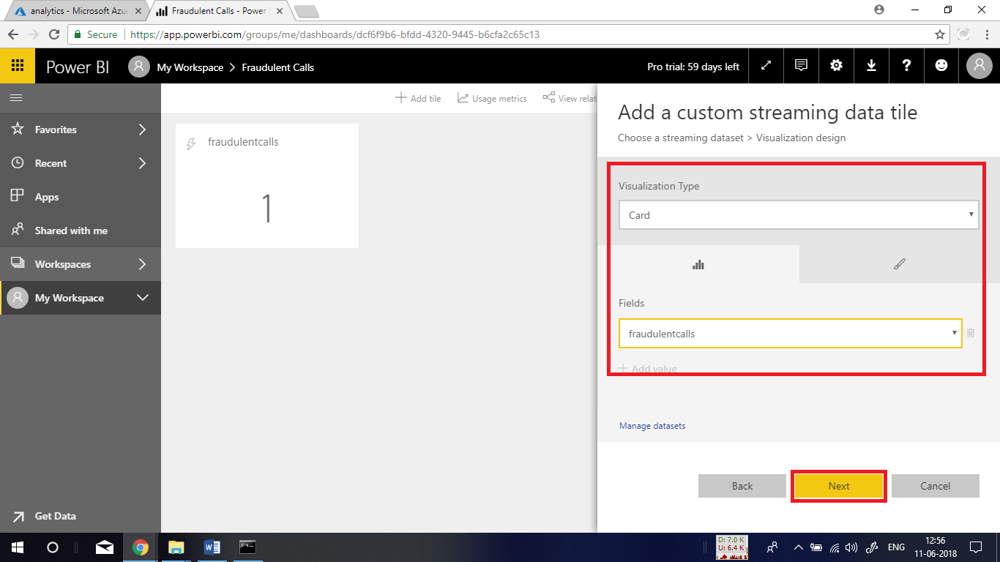 analytics - Microsoft Azur
Fraudulent Calls - Power
Secure
https://app.powerbi.com/groups/me/dashboards/dcf6f9b6-bfdd-4320-9445-b6cfa2c65c13
Power BI
My Workspace > Fraudulent Calls
Pro trial: 59 days left
Favorites
Recent
Apps
Shared with me
Workspaces
My Workspace
Get Data
Add tile
Usage metrics
View relat
fraudulentcalls
1
Add a custom streaming data tile
Choose a streaming dataset > Visualization design
Visualization Type
Card
Fields
fraudulentcalls
+ Add value
Manage datasets
Back
Next
Cancel
D: 7.0 K
U: 6.4 K
ENG
12:56
11-06-2018